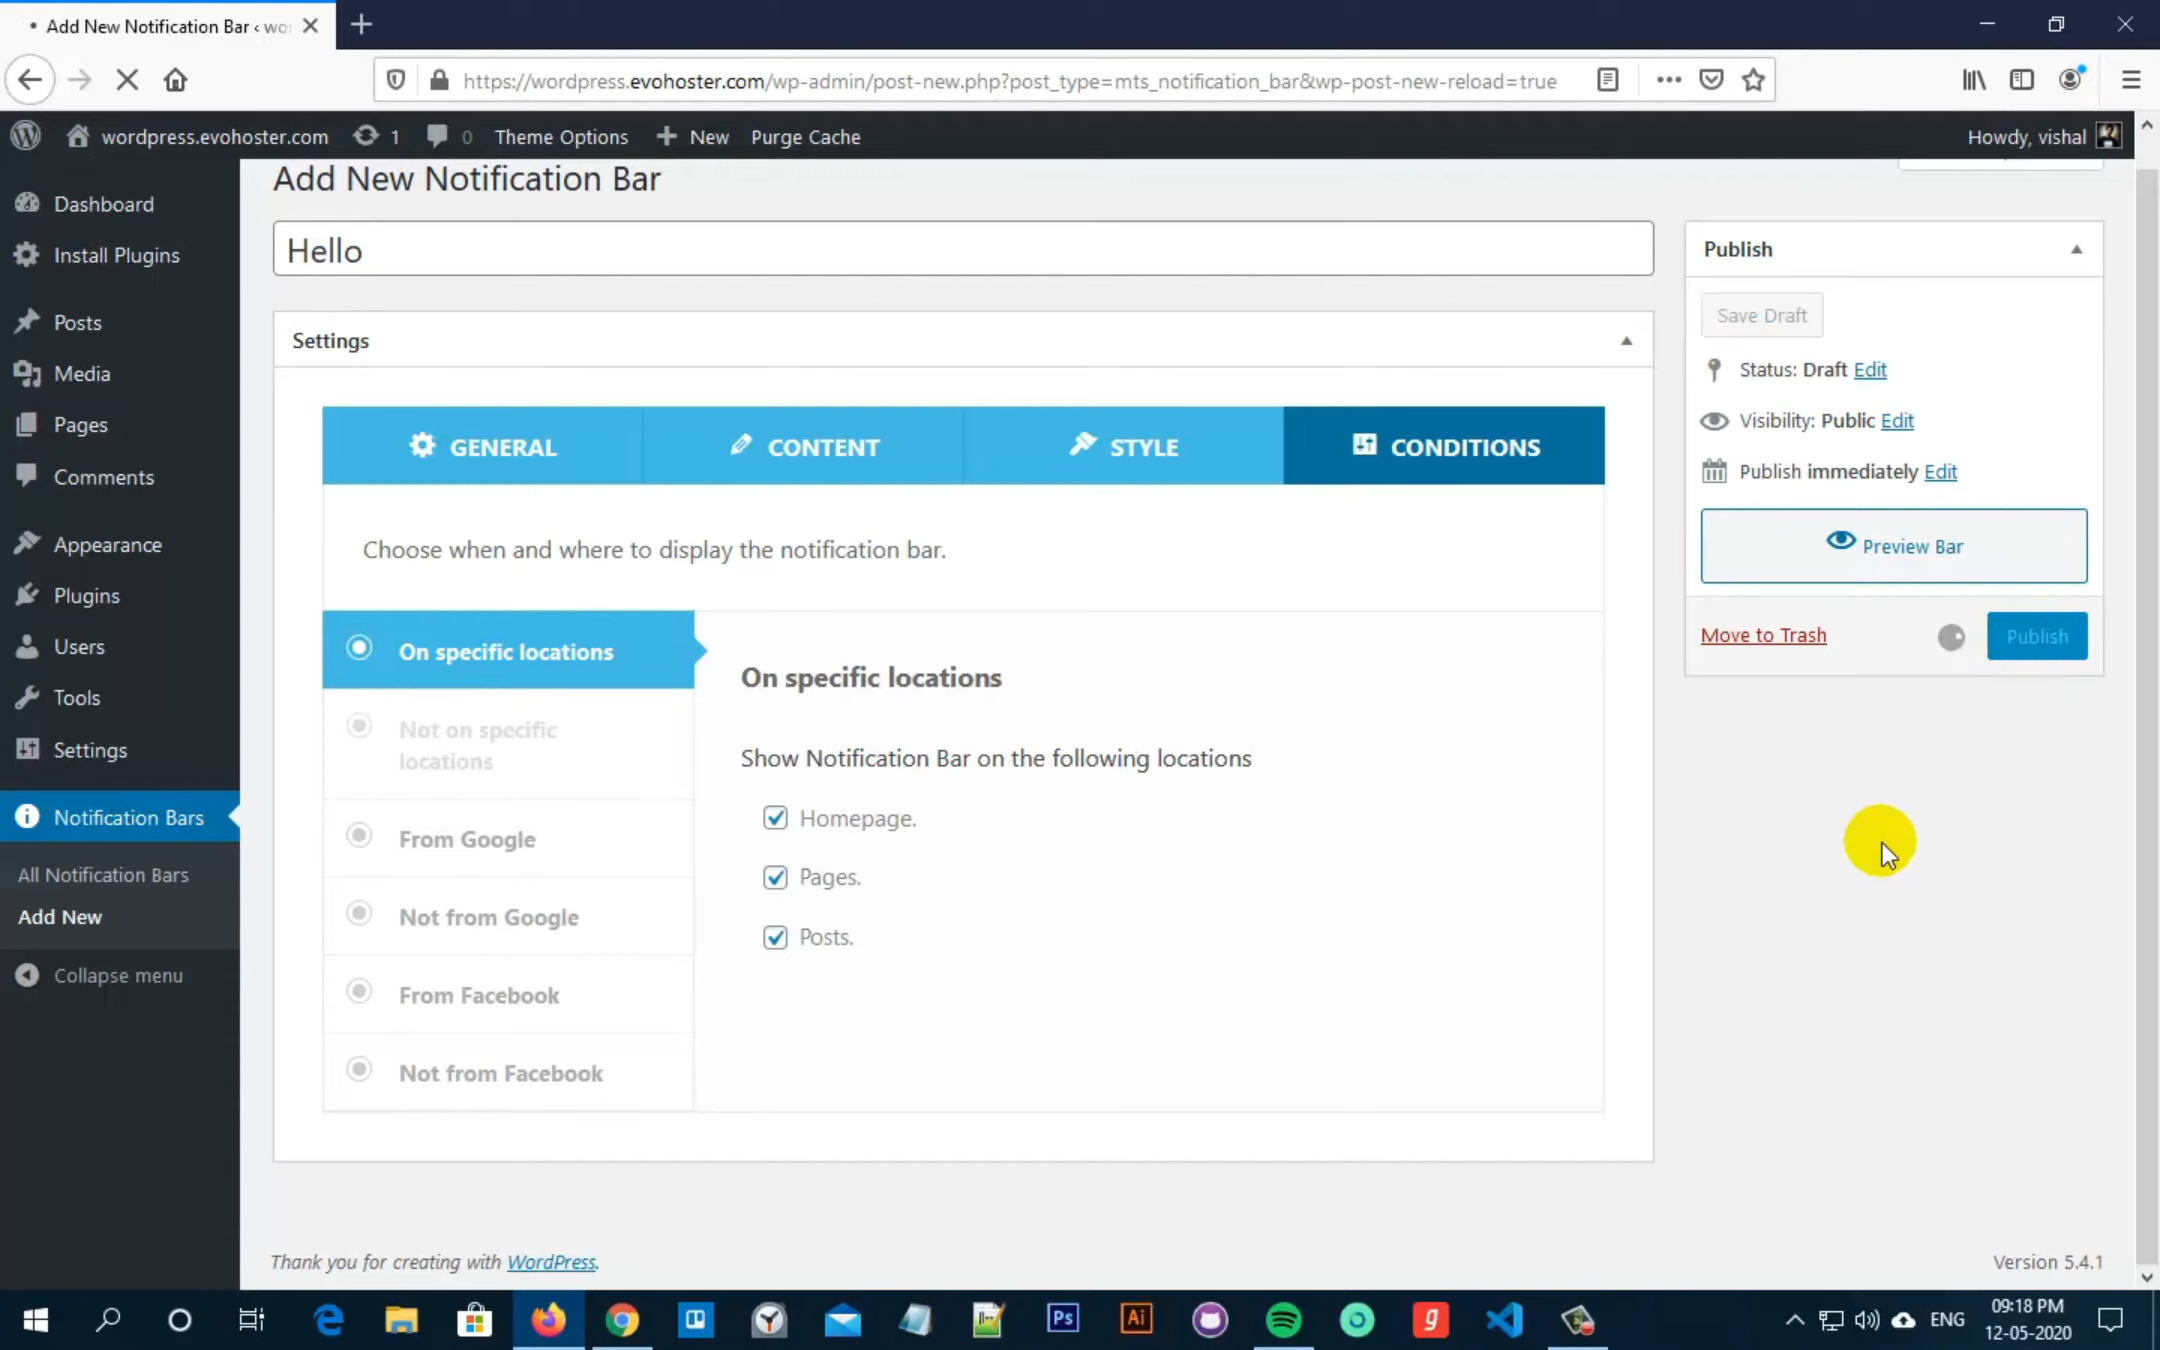 Add New Notification Bar ‹ wo
https://wordpress.evohoster.com/wp-admin/post-new.php?post_type=mts_notification_bar&wp-post-new-reload=true
wordpress.evohoster.com 1 0 Theme Options + New Purge Cache Howdy, vishal
Add New Notification Bar
Dashboard
Install Plugins
Posts
Media
Pages
Comments
Appearance
Plugins
Users
Tools
Settings
Notification Bars
All Notification Bars
Add New
Collapse menu
Hello
Settings
GENERAL CONTENT STYLE CONDITIONS
Choose when and where to display the notification bar.
On specific locations
Not on specific
locations
From Google
Not from Google
From Facebook
Not from Facebook
On specific locations
Show Notification Bar on the following locations
Homepage.
Pages.
Posts.
Publish
Save Draft
Status: Draft Edit
Visibility: Public Edit
Publish immediately Edit
Preview Bar
Move to Trash Publish
Thank you for creating with WordPress. Version 5.4.1
Ps Ai g ENG 09:18 PM
12-05-2020